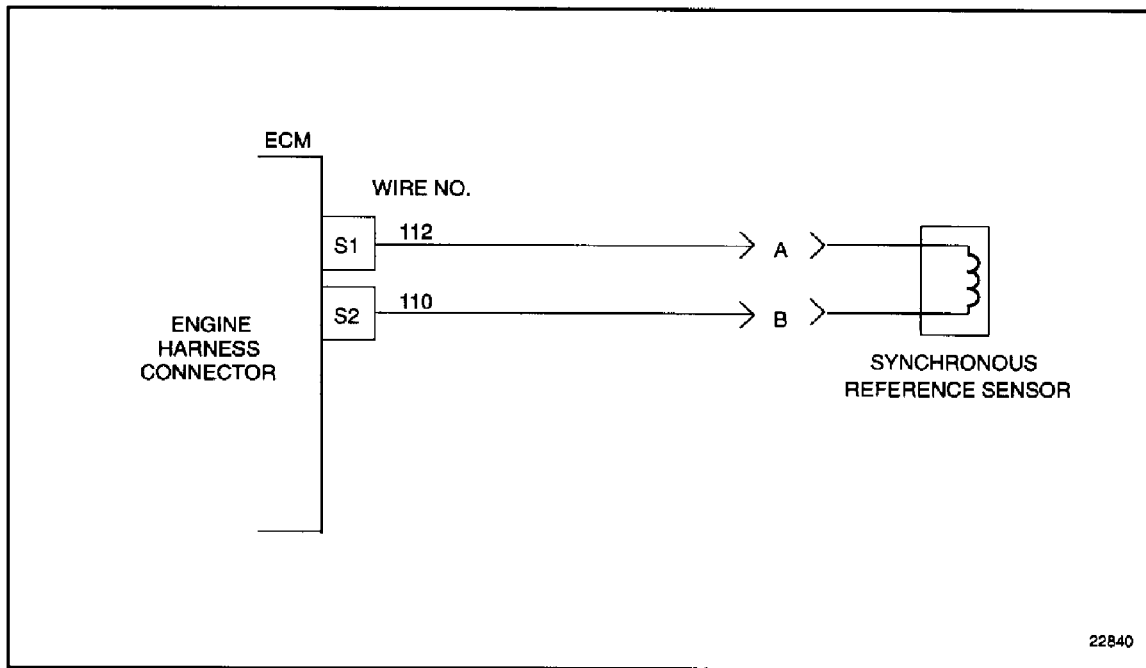 ECM
WIRE NO.
S1
112
A
S2
110
B
ENGINE
HARNESS
CONNECTOR
SYNCHRONOUS
REFERENCE SENSOR
22840